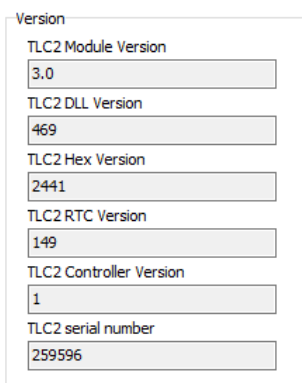 Version
TLC2 Module Version
3.0
TLC2 DLL Version
469
TLC2 Hex Version
2441
TLC2 RTC Version
149
TLC2 Controller Version
1
TLC2 serial number
259596